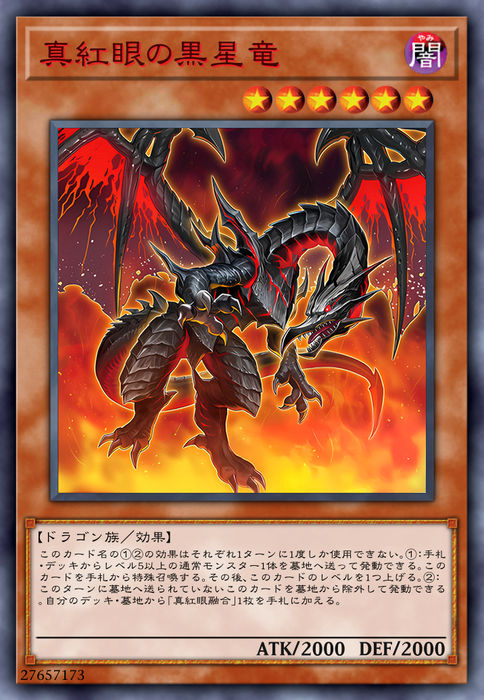 真紅眼の黒星竜
やみ
闇
【ドラゴン族／効果】
このカード名の①②の効果はそれぞれ1ターンに1度しか使用できない。①：手札
・デッキからレベル5以上の通常モンスター1体を墓地へ送って発動できる。この
カードを手札から特殊召喚する。その後、このカードのレベルを1つ上げる。②：
このターンに墓地へ送られていないこのカードを墓地から除外して発動でき
る。自分のデッキ・墓地から「真紅眼融合」1枚を手札に加える。
ATK/2000 DEF/2000
27657173